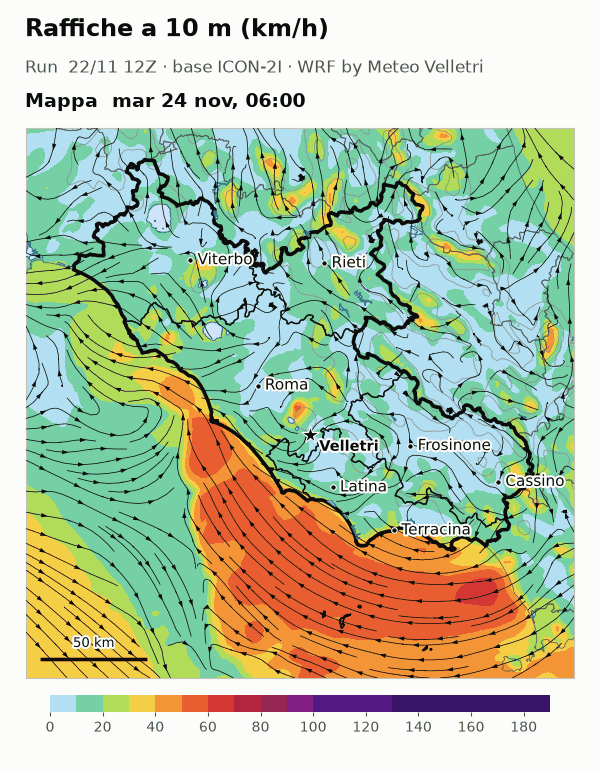 Raffiche a 10 m (km/h)
Run  22/11 12Z · base ICON-2I · WRF by Meteo Velletri
Mappa  mar 24 nov, 06:00
Viterbo
Rieti
Roma
Velletri
Frosinone
Cassino
Latina
Terracina
50 km
0 20 40 60 80 100 120 140 160 180